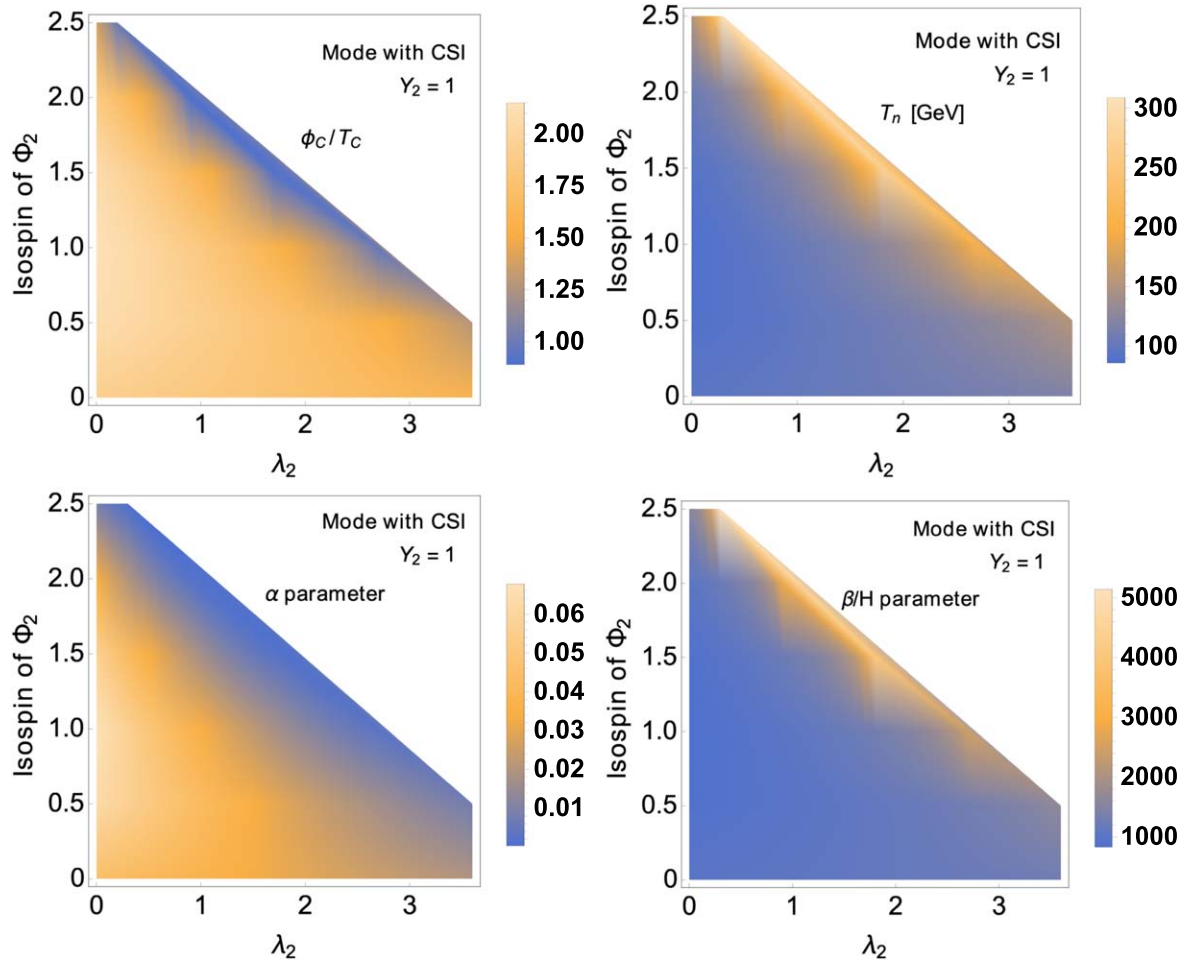 Mode with CSI
Y₂ = 1
ϕ_C / T_C
Isospin of Φ₂
2.5
2.0
1.5
1.0
0.5
0
0 1 2 3
λ₂
2.00
1.75
1.50
1.25
1.00
Mode with CSI
Y₂ = 1
Tₙ [GeV]
Isospin of Φ₂
2.5
2.0
1.5
1.0
0.5
0
0 1 2 3
λ₂
300
250
200
150
100
Mode with CSI
Y₂ = 1
α parameter
Isospin of Φ₂
2.5
2.0
1.5
1.0
0.5
0
0 1 2 3
λ₂
0.06
0.05
0.04
0.03
0.02
0.01
Mode with CSI
Y₂ = 1
β/H parameter
Isospin of Φ₂
2.5
2.0
1.5
1.0
0.5
0
0 1 2 3
λ₂
5000
4000
3000
2000
1000